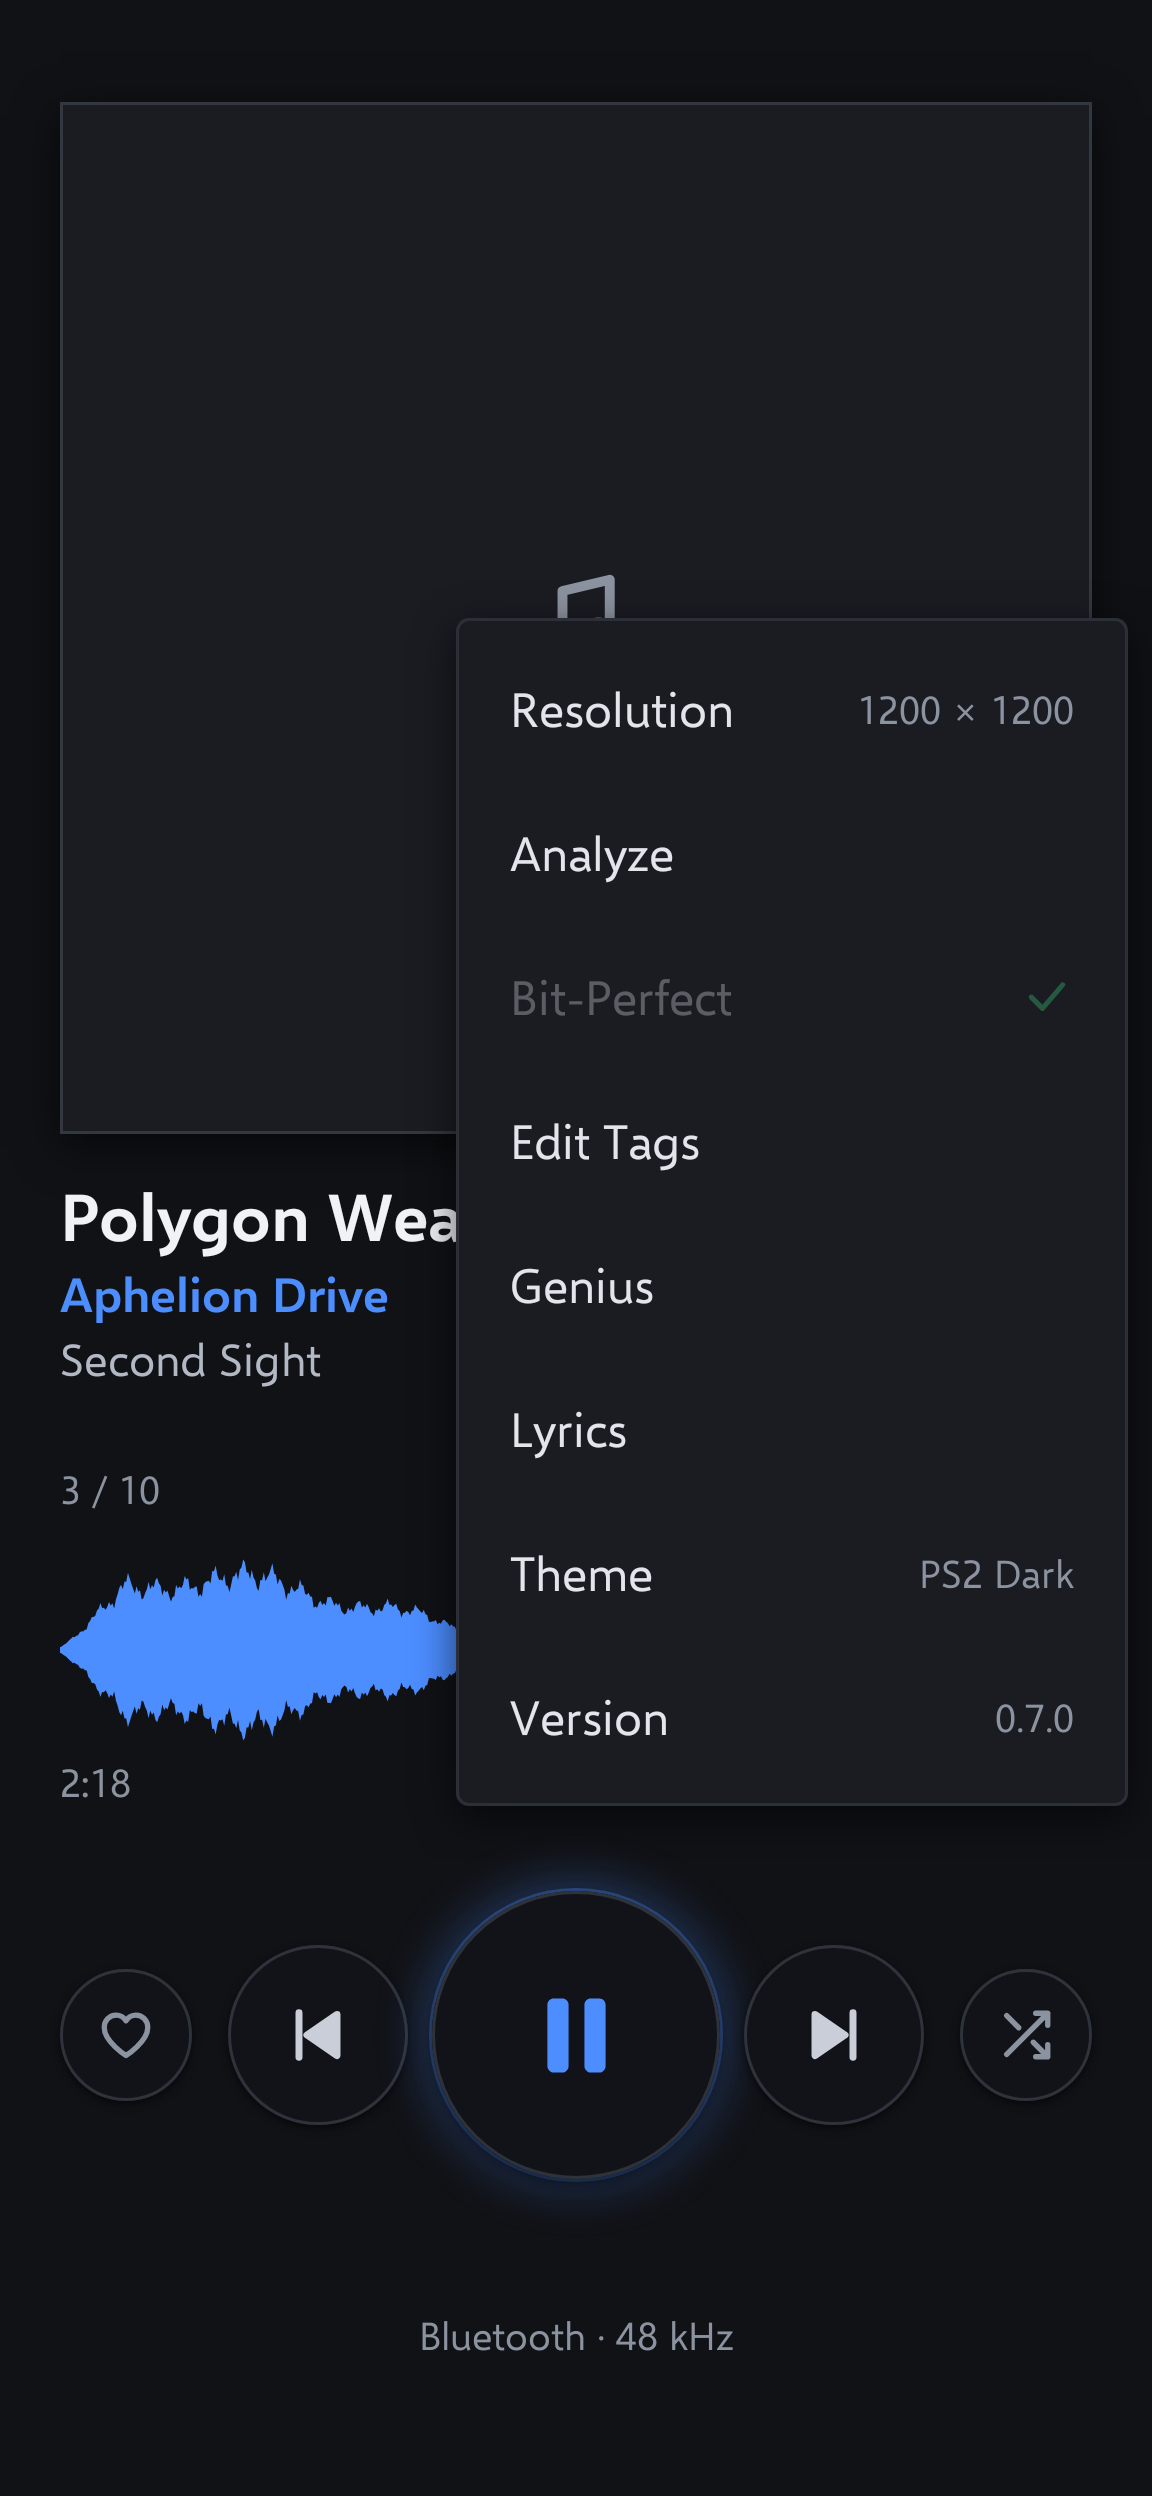 Resolution 1200 × 1200
Analyze
Bit-Perfect
Edit Tags
Genius
Lyrics
Theme PS2 Dark
Version 0.7.0
Polygon
Aphelion Drive
Second Sight
3 / 10
2:18
Bluetooth · 48 kHz